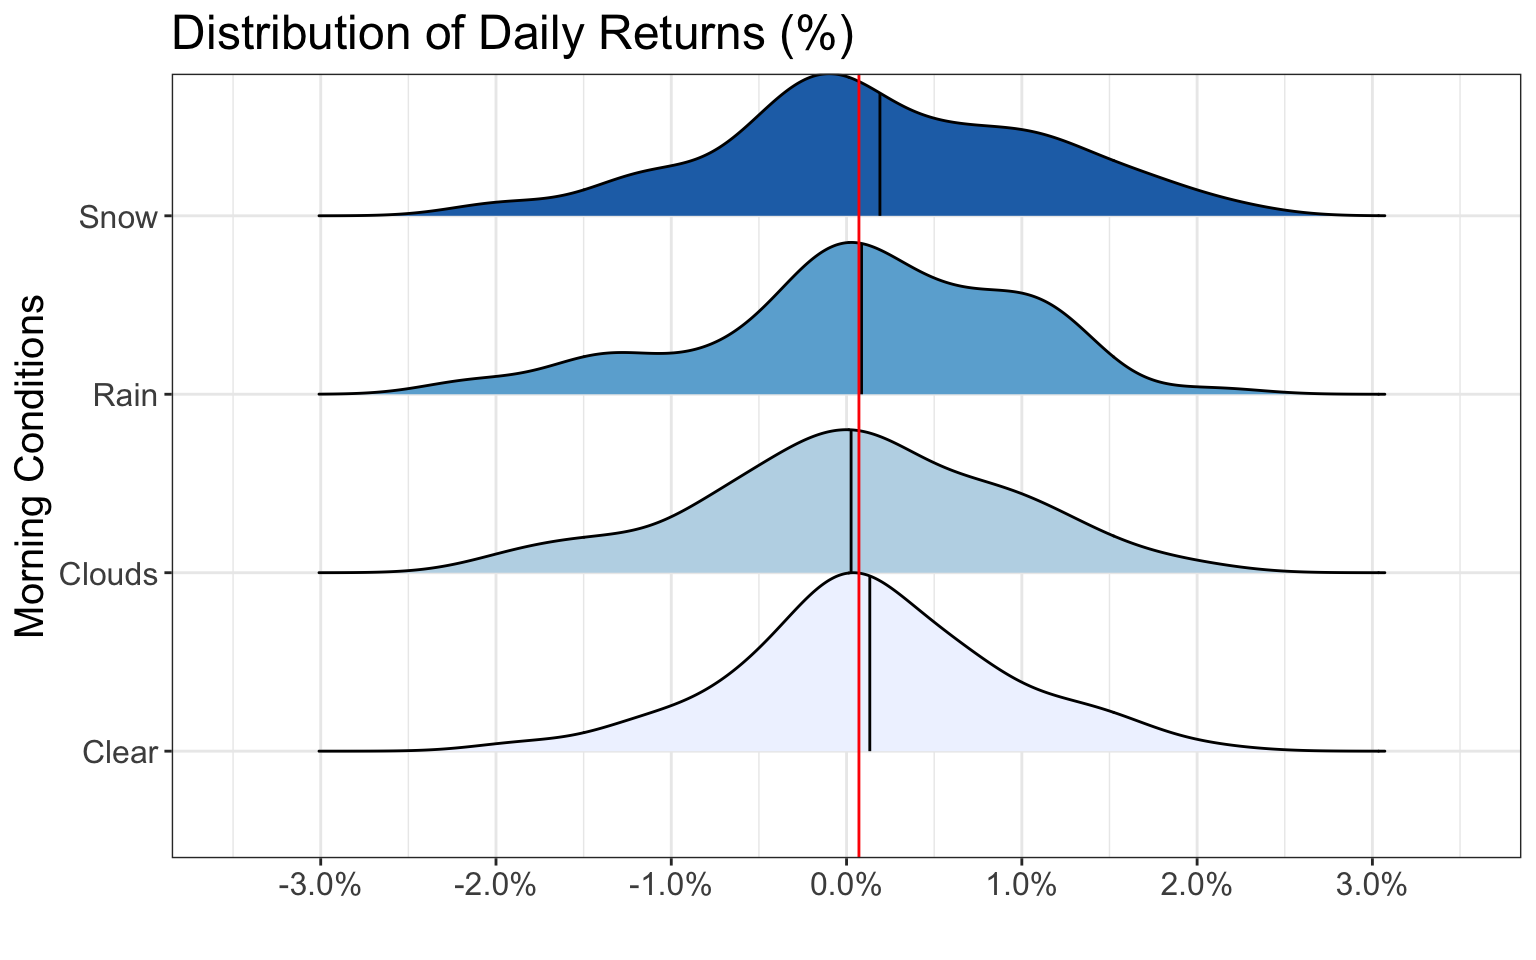 Distribution of Daily Returns (%)
Morning Conditions
Snow
Rain
Clouds
Clear
-3.0% -2.0% -1.0% 0.0% 1.0% 2.0% 3.0%